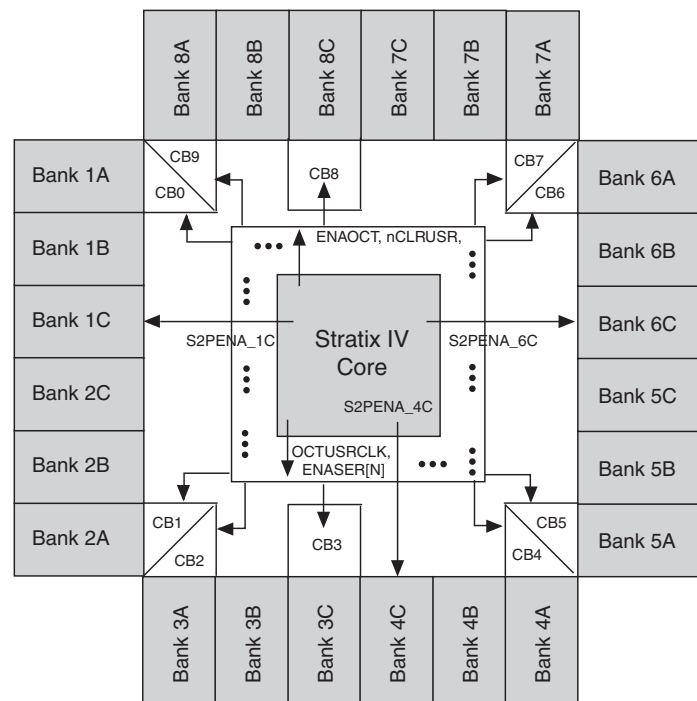 Bank 8A
Bank 8B
Bank 8C
Bank 7C
Bank 7B
Bank 7A
Bank 1A
CB9
CB0
CB8
CB7
CB6
Bank 6A
Bank 1B
ENAOCT, nCLRUSR,
Bank 6B
Bank 1C
S2PENA_1C
Stratix IV
Core
S2PENA_6C
Bank 6C
Bank 2C
S2PENA_4C
Bank 5C
Bank 2B
OCTUSRCLK,
ENASER[N]
Bank 5B
Bank 2A
CB1
CB2
CB3
CB5
CB4
Bank 5A
Bank 3A
Bank 3B
Bank 3C
Bank 4C
Bank 4B
Bank 4A